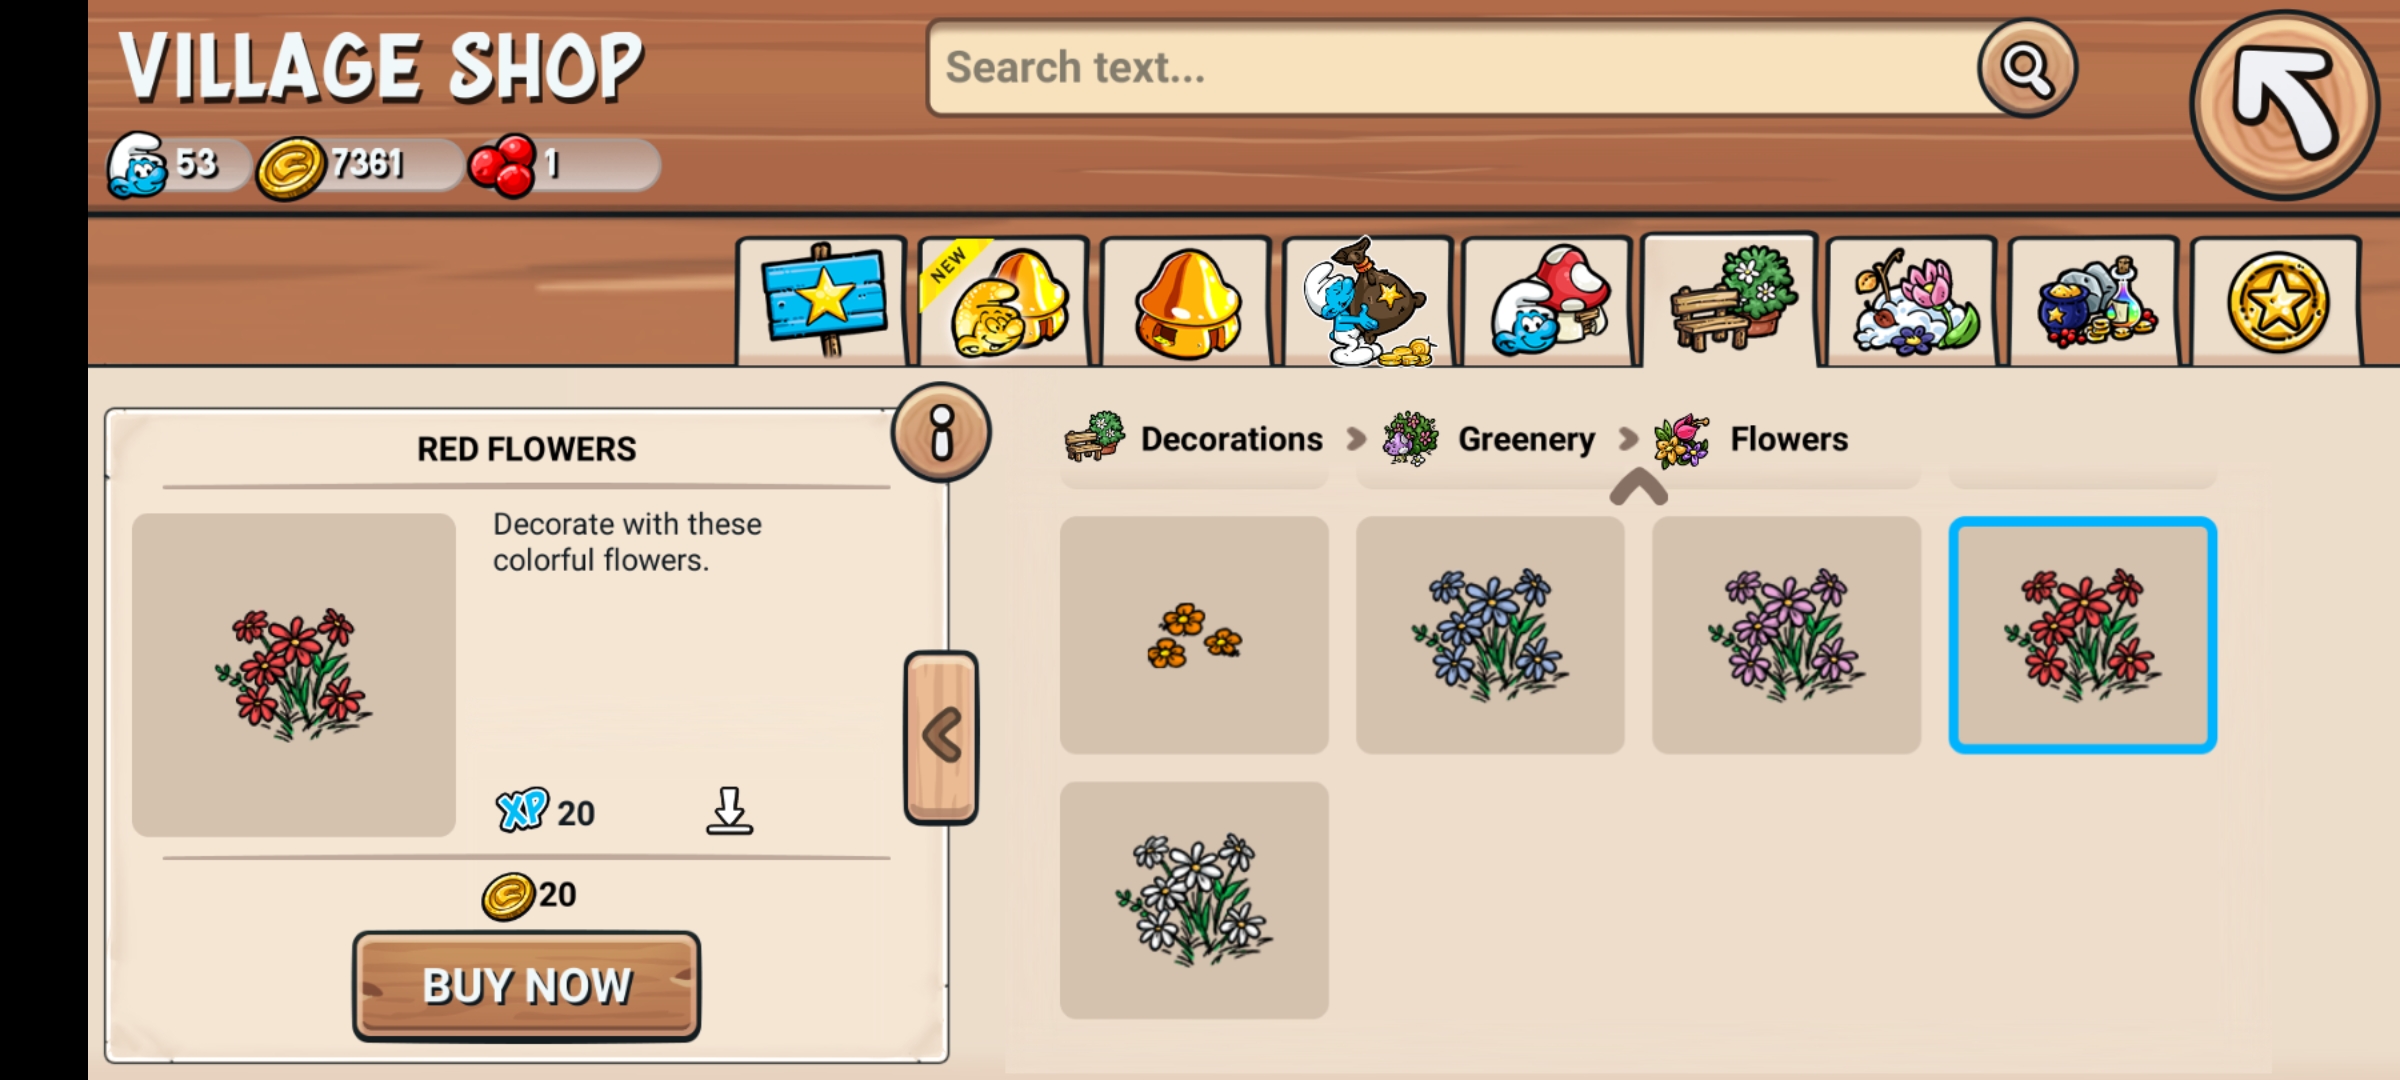 VILLAGE SHOP
Search text...
53
7361
1
NEW
RED FLOWERS
Decorate with these
colorful flowers.
XP 20
20
BUY NOW
Decorations > Greenery > Flowers